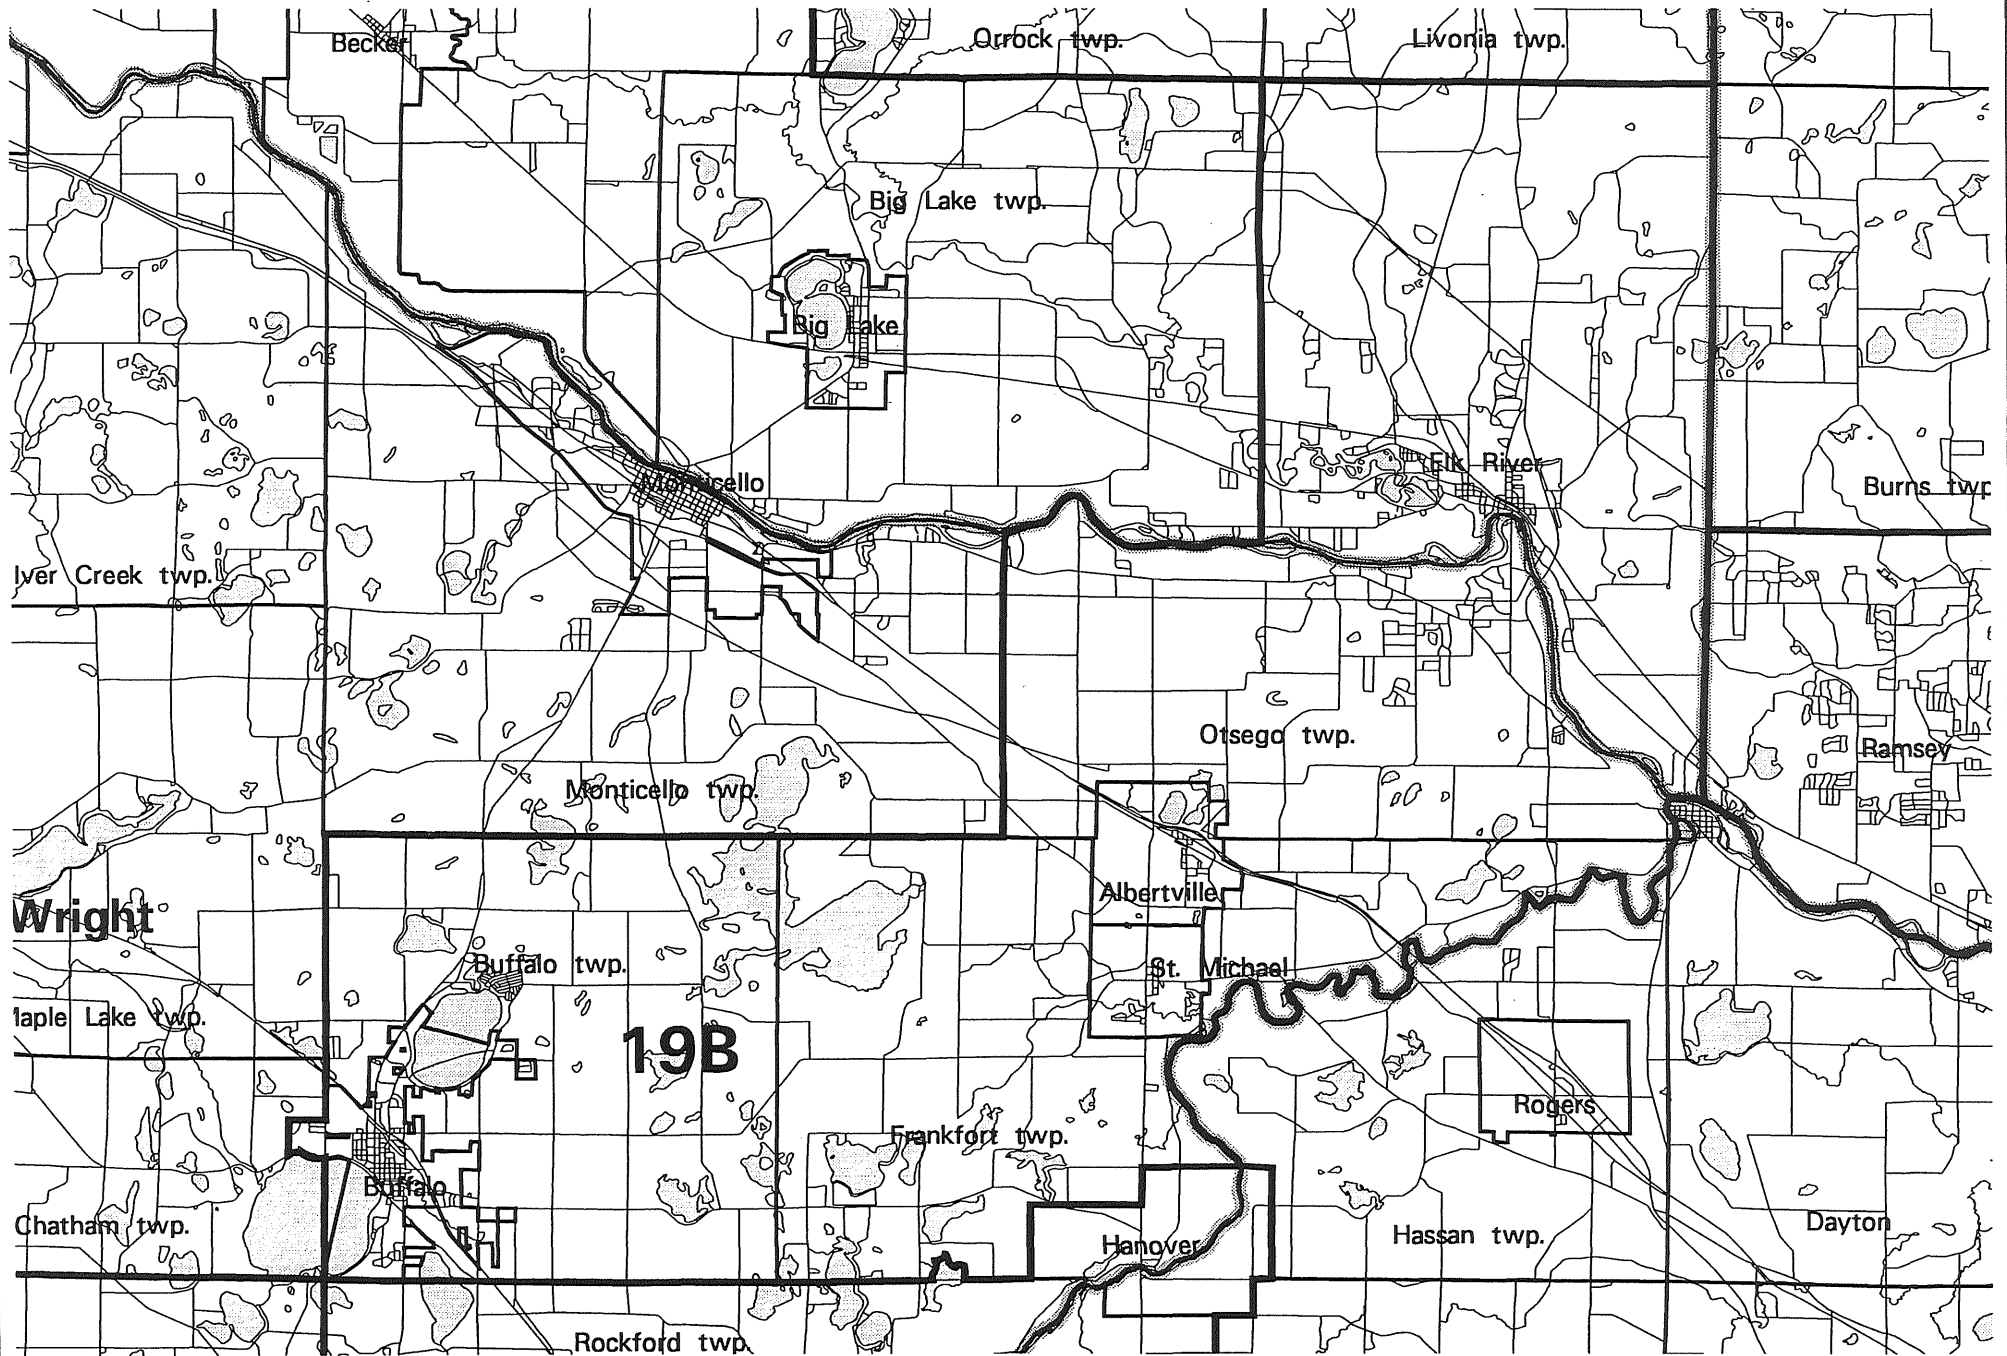 Becker
Orrock twp.
Livonia twp.
Big Lake twp.
Big Lake
Elk River
Monticello
Burns twp
lver Creek twp.
Otsego twp.
Ramsey
Monticello twp.
Albertville
Wright
Buffalo twp.
St. Michael
Maple Lake twp.
19B
Rogers
Frankfort twp.
Buffalo
Chatham twp.
Dayton
Hassan twp.
Hanover
Rockford twp.